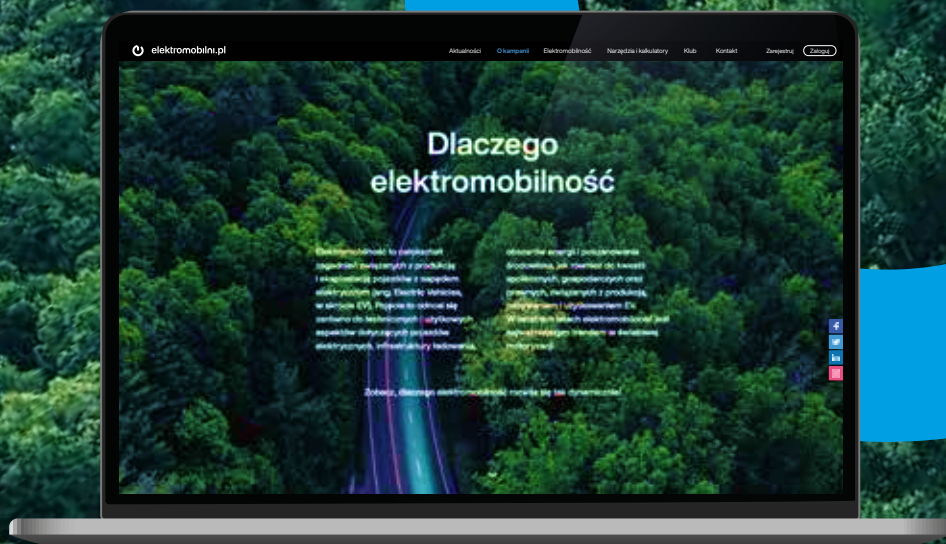 elektromobilni.pl
Aktualności O kampanii Elektromobilność Narzędzia i kalkulatory Klub Kontakt Zarejestruj Zaloguj
Dlaczego
elektromobilność
Elektromobilność to całokształt
zagadnień związanych z produkcją
i eksploatacją pojazdów z napędem
elektrycznym (ang. Electric Vehicles,
w skrócie EV). Pojęcie to odnosi się
zarówno do technicznych i użytkowych
aspektów dotyczących pojazdów
elektrycznych, infrastruktury ładowania,
obszarów energii i poszanowania
środowiska, jak również do kwestii
społecznych, gospodarczych oraz
prawnych, związanych z produkcją,
nabywaniem i użytkowaniem EV.
W ostatnich latach elektromobilność jest
najważniejszym trendem w światowej
motoryzacji.
Zobacz, dlaczego elektromobilność rozwija się tak dynamicznie!